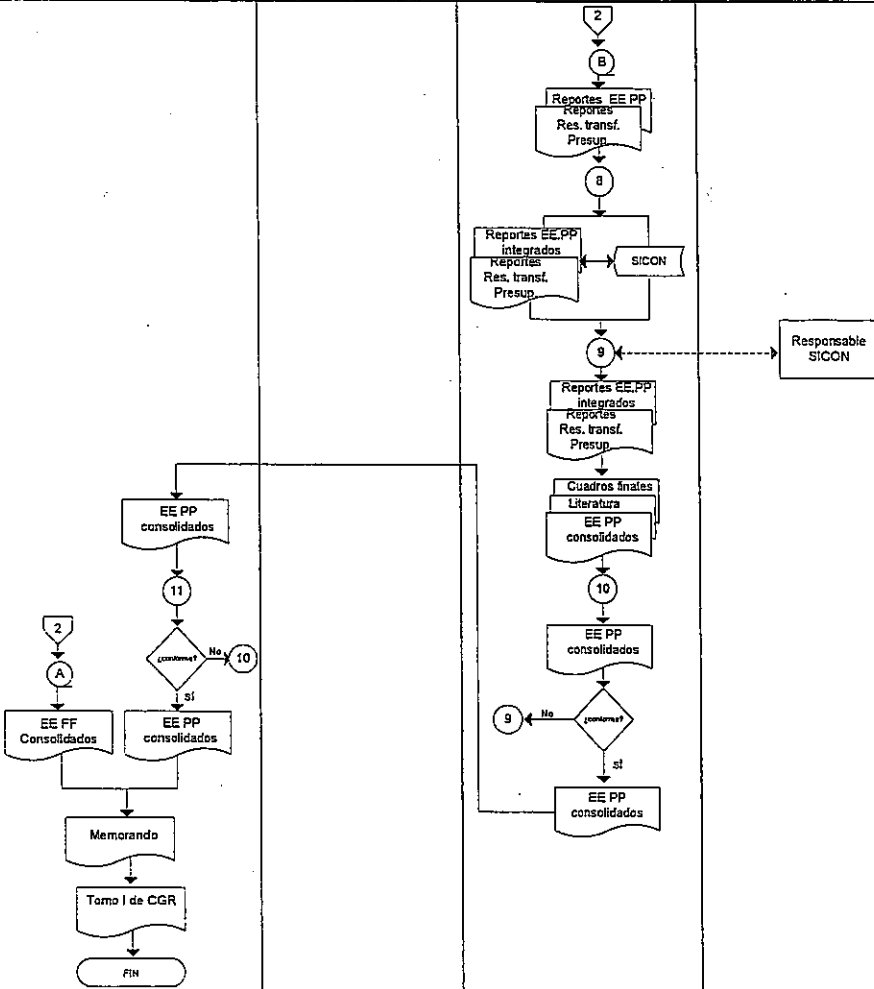 2
B
Reportes EE PP
Reportes
Res. transf.
Presup.
8
Reportes EE.PP
integrados
Reportes
Res. transf.
Presup.
SICON
9
Responsable
SICON
Reportes EE.PP
integrados
Reportes
Res. transf.
Presup.
Cuadros finales
Literatura
EE PP
consolidados
10
EE PP
consolidados
¿conformes?
No
9
sí
EE PP
consolidados
EE PP
consolidados
11
¿conforme?
No
10
sí
EE PP
consolidados
2
A
EE FF
Consolidados
Memorando
Tomo I de CGR
FIN